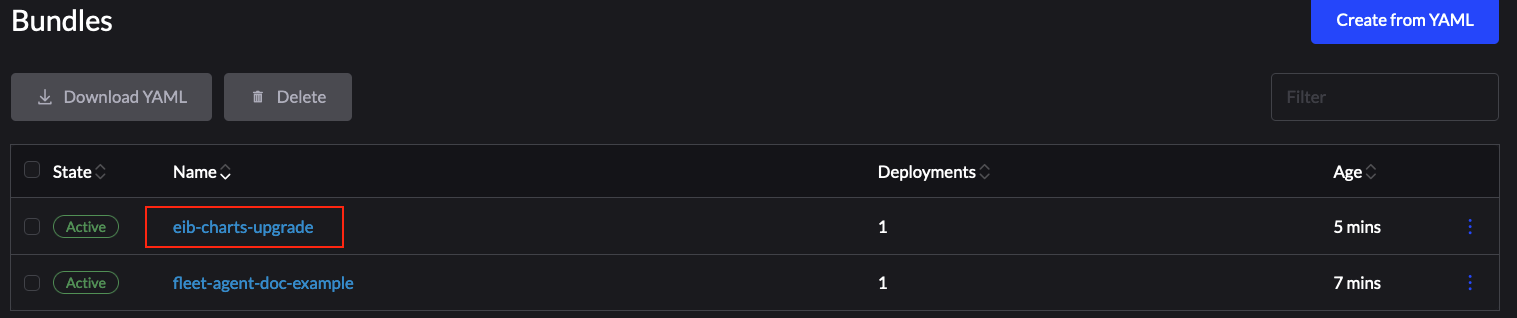 Bundles
Create from YAML
Download YAML
Delete
Filter
State Name Deployments Age
Active eib-charts-upgrade 1 5 mins
Active fleet-agent-doc-example 1 7 mins